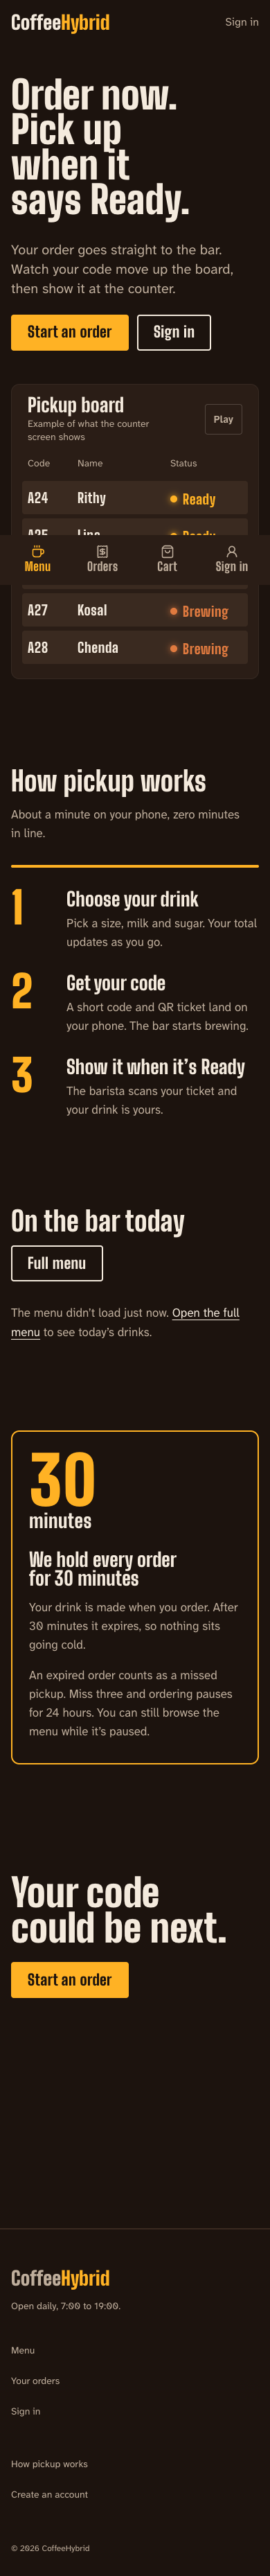 CoffeeHybrid
Sign in
Order now.
Pick up
when it
says Ready.
Your order goes straight to the bar.
Watch your code move up the board,
then show it at the counter.
Start an order
Sign in
Pickup board
Example of what the counter
screen shows
Play
Code Name Status
A24 Rithy Ready
Menu Orders Cart Sign in
A27 Kosal Brewing
A28 Chenda Brewing
How pickup works
About a minute on your phone, zero minutes
in line.
1
Choose your drink
Pick a size, milk and sugar. Your total
updates as you go.
2
Get your code
A short code and QR ticket land on
your phone. The bar starts brewing.
3
Show it when it’s Ready
The barista scans your ticket and
your drink is yours.
On the bar today
Full menu
The menu didn’t load just now. Open the full
menu to see today’s drinks.
30
minutes
We hold every order
for 30 minutes
Your drink is made when you order. After
30 minutes it expires, so nothing sits
going cold.
An expired order counts as a missed
pickup. Miss three and ordering pauses
for 24 hours. You can still browse the
menu while it’s paused.
Your code
could be next.
Start an order
CoffeeHybrid
Open daily, 7:00 to 19:00.
Menu
Your orders
Sign in
How pickup works
Create an account
© 2026 CoffeeHybrid